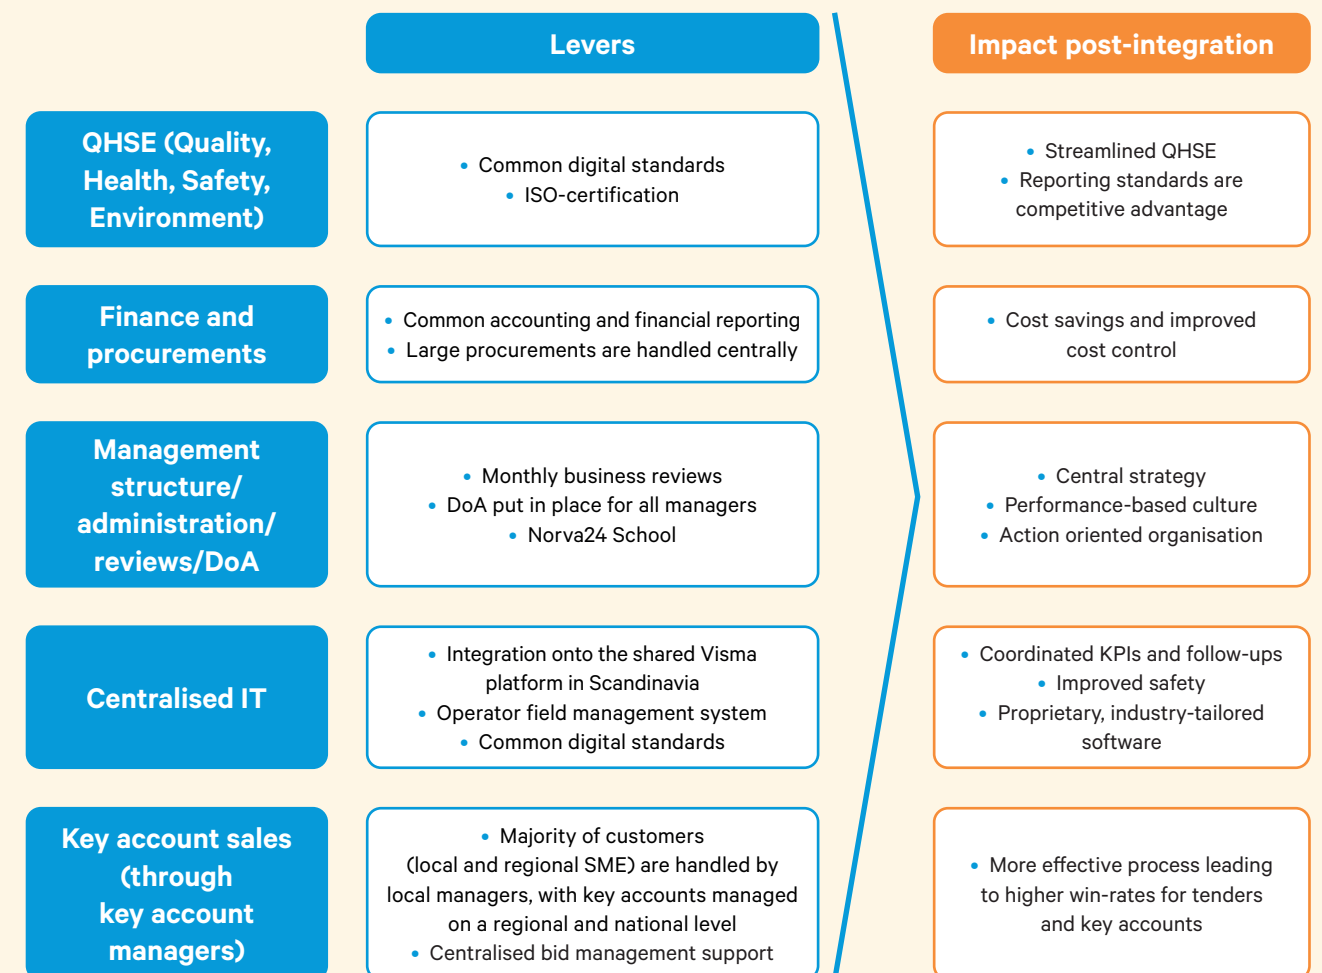 Levers
Impact post-integration
QHSE (Quality,
Health, Safety,
Environment)
• Common digital standards
• ISO-certification
• Streamlined QHSE
• Reporting standards are
competitive advantage
Finance and
procurements
• Common accounting and financial reporting
• Large procurements are handled centrally
• Cost savings and improved
cost control
Management
structure/
administration/
reviews/DoA
• Monthly business reviews
• DoA put in place for all managers
• Norva24 School
• Central strategy
• Performance-based culture
• Action oriented organisation
Centralised IT
• Integration onto the shared Visma
platform in Scandinavia
• Operator field management system
• Common digital standards
• Coordinated KPIs and follow-ups
• Improved safety
• Proprietary, industry-tailored
software
Key account sales
(through
key account
managers)
• Majority of customers
(local and regional SME) are handled by
local managers, with key accounts managed
on a regional and national level
• Centralised bid management support
• More effective process leading
to higher win-rates for tenders
and key accounts